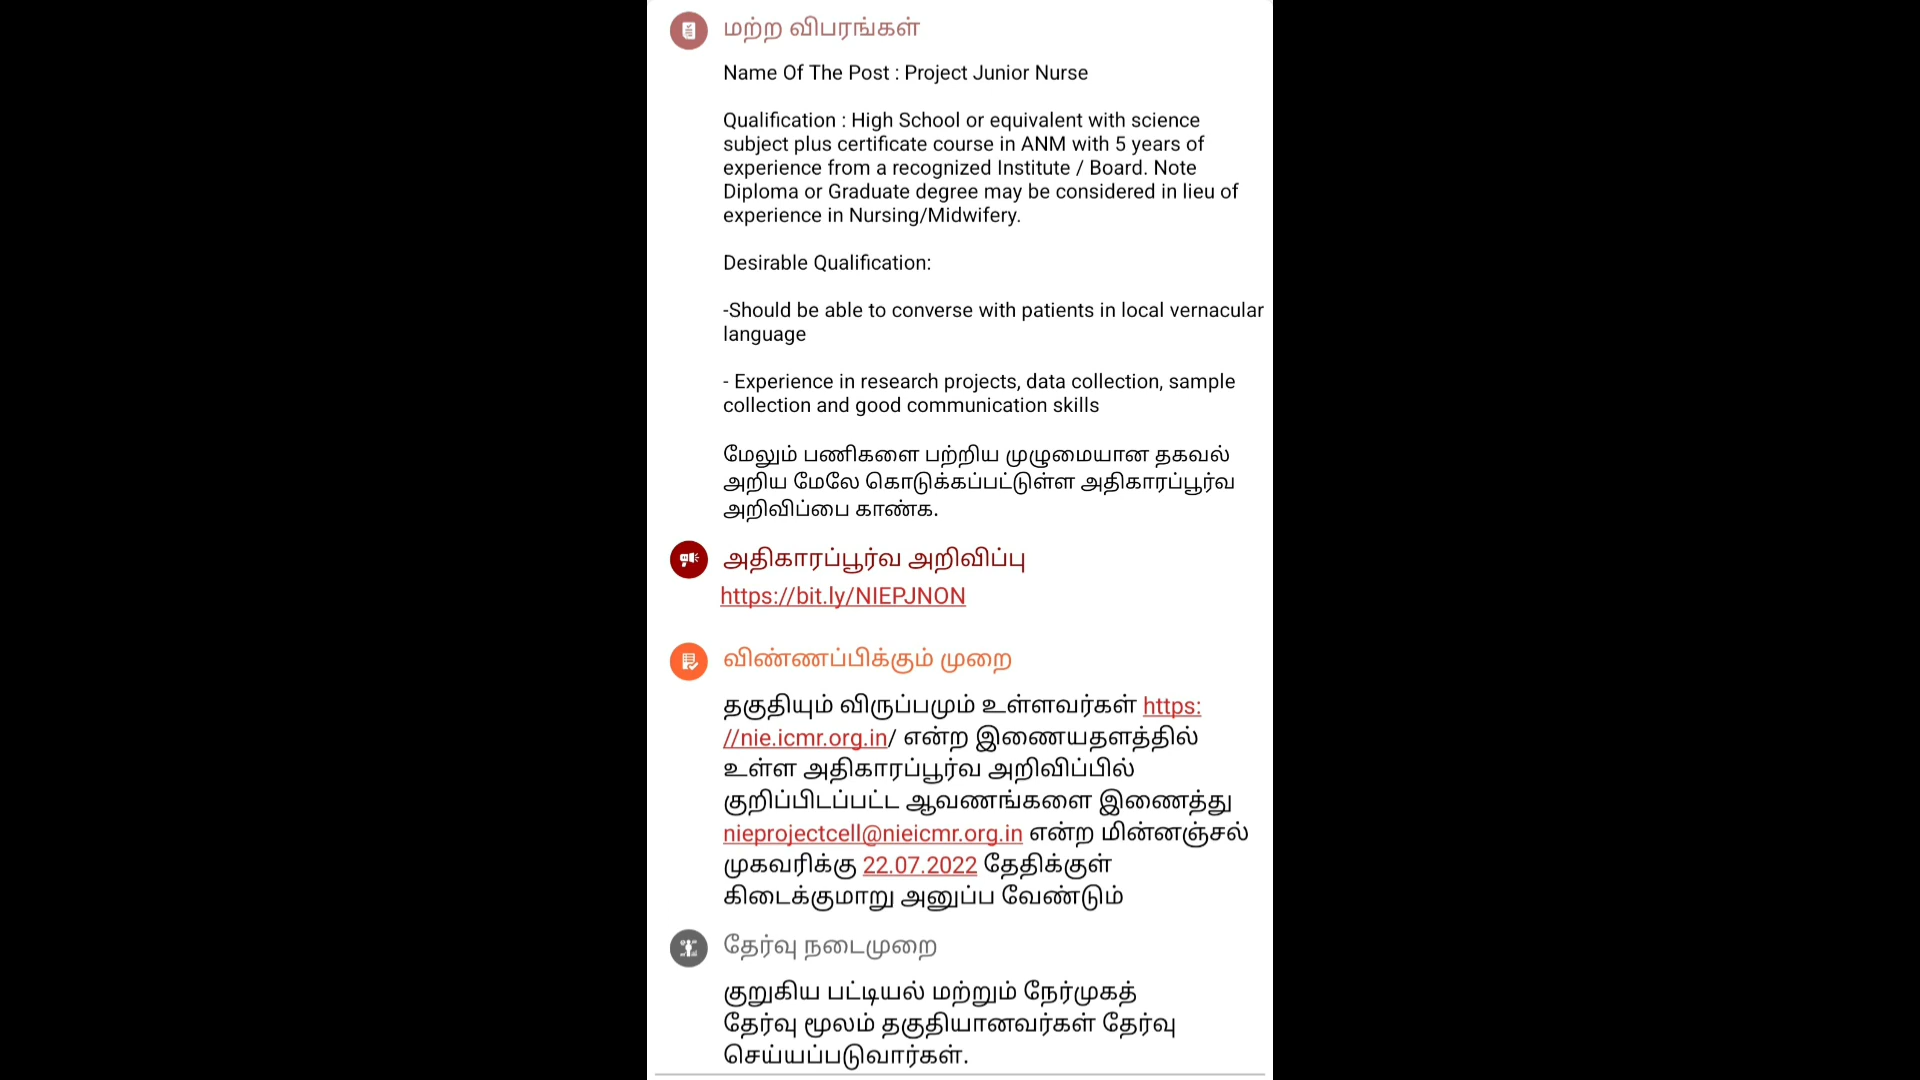 மற்ற விபரங்கள்
Name Of The Post : Project Junior Nurse
Qualification : High School or equivalent with science
subject plus certificate course in ANM with 5 years of
experience from a recognized Institute / Board. Note
Diploma or Graduate degree may be considered in lieu of
experience in Nursing/Midwifery.
Desirable Qualification:
-Should be able to converse with patients in local vernacular
language
- Experience in research projects, data collection, sample
collection and good communication skills
மேலும் பணிகளை பற்றிய முழுமையான தகவல்
அறிய மேலே கொடுக்கப்பட்டுள்ள அதிகாரப்பூர்வ
அறிவிப்பை காண்க.
அதிகாரப்பூர்வ அறிவிப்பு
https://bit.ly/NIEPJNON
விண்ணப்பிக்கும் முறை
தகுதியும் விருப்பமும் உள்ளவர்கள் https:
//nie.icmr.org.in/ என்ற இணையதளத்தில்
உள்ள அதிகாரப்பூர்வ அறிவிப்பில்
குறிப்பிடப்பட்ட ஆவணங்களை இணைத்து
nieprojectcell@nieicmr.org.in என்ற மின்னஞ்சல்
முகவரிக்கு 22.07.2022 தேதிக்குள்
கிடைக்குமாறு அனுப்ப வேண்டும்
தேர்வு நடைமுறை
குறுகிய பட்டியல் மற்றும் நேர்முகத்
தேர்வு மூலம் தகுதியானவர்கள் தேர்வு
செய்யப்படுவார்கள்.